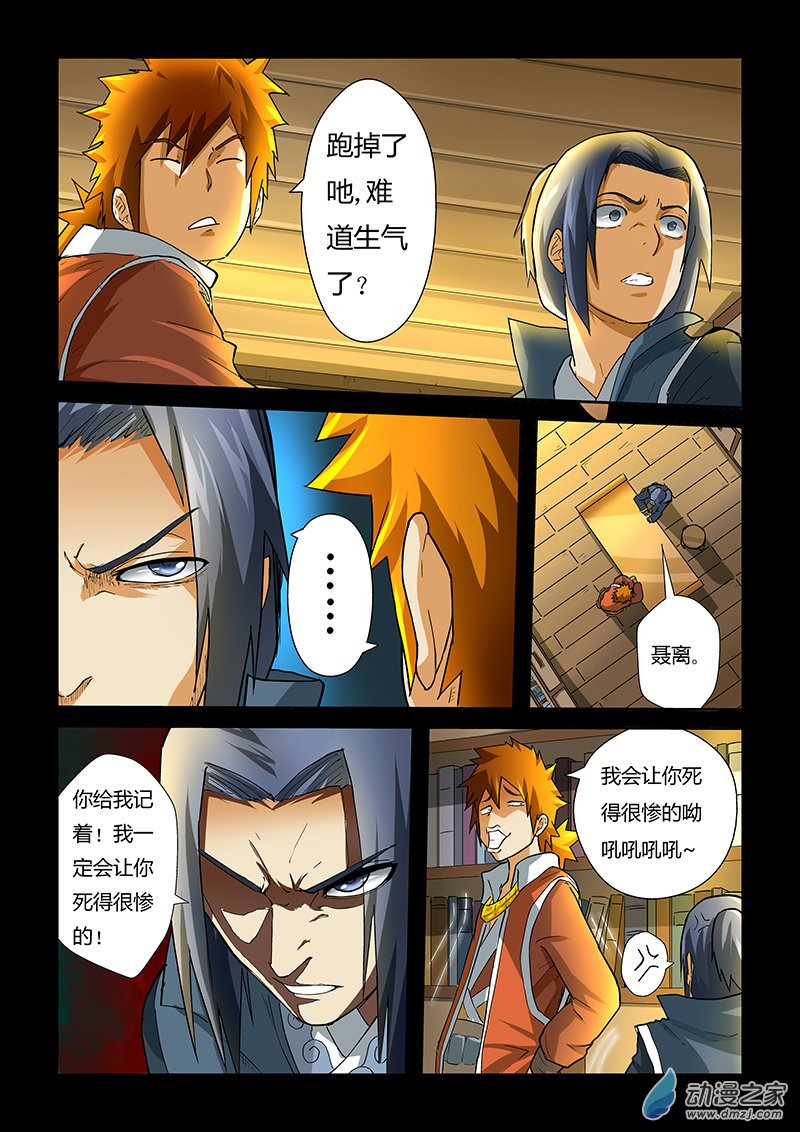 跑掉了
吔,难
道生气
了?
……
聂离。
你给我记
着!我一
定会让你
死得很惨
的!
我会让你死
得很惨的呦
吼吼吼吼~
动漫之家
www.dmzj.com